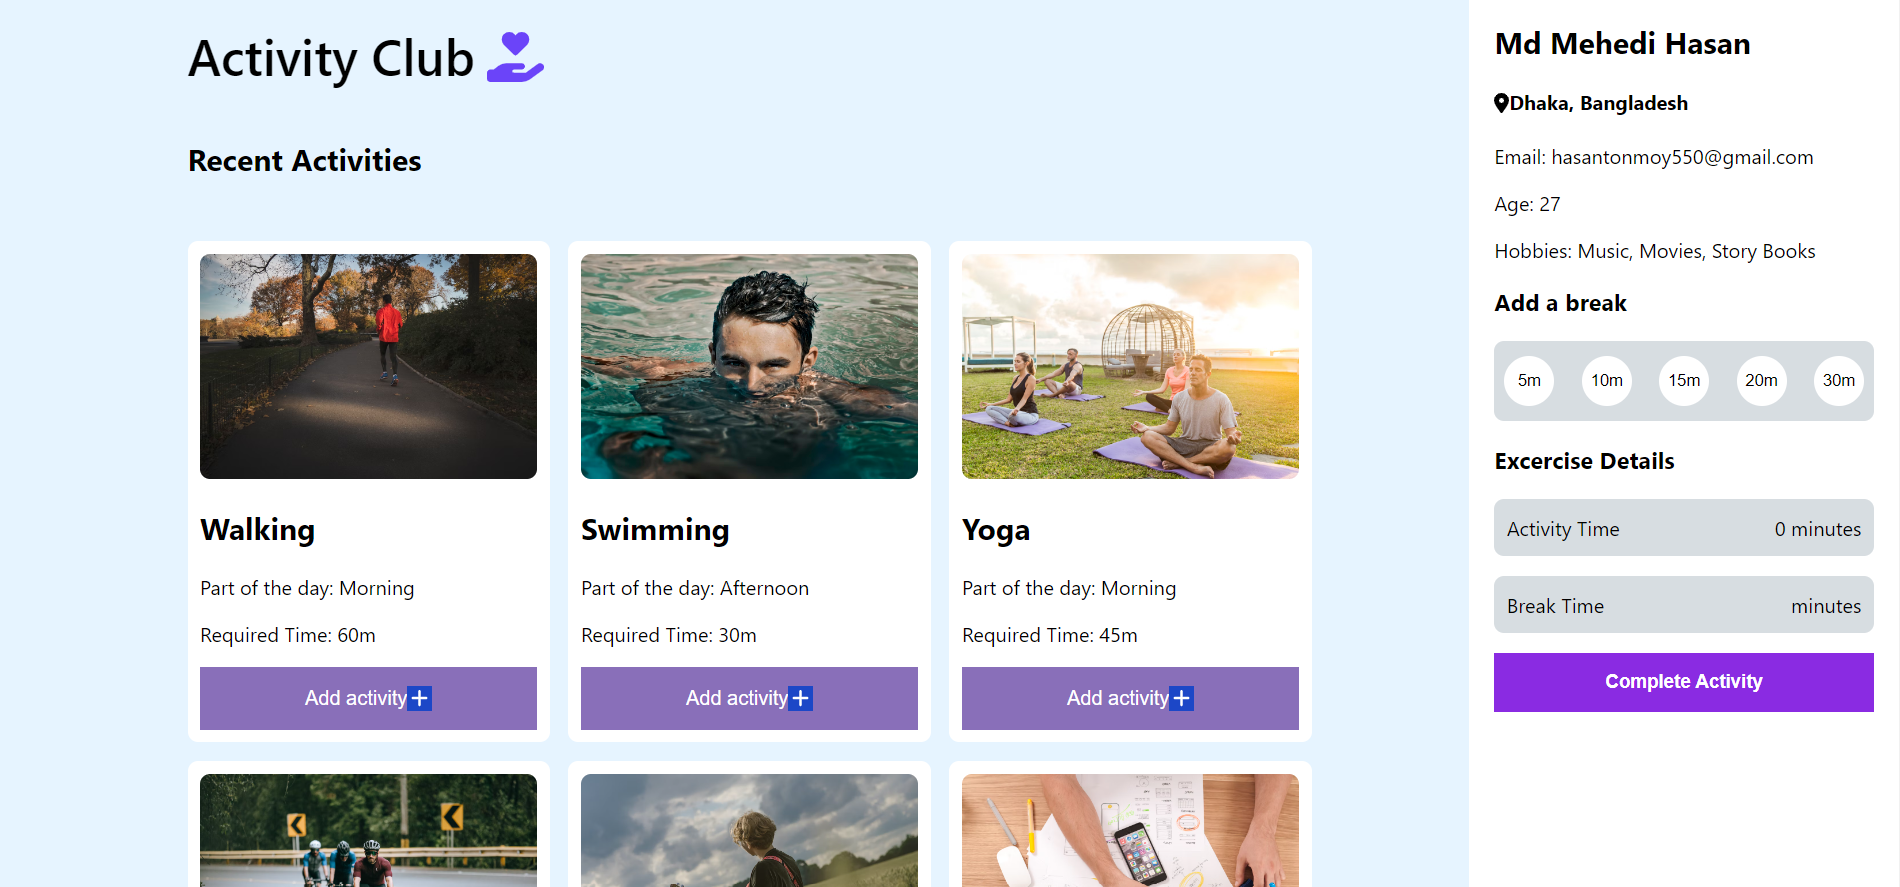 Activity Club
Recent Activities
Walking
Part of the day: Morning
Required Time: 60m
Add activity
Swimming
Part of the day: Afternoon
Required Time: 30m
Add activity
Yoga
Part of the day: Morning
Required Time: 45m
Add activity
Md Mehedi Hasan
Dhaka, Bangladesh
Email: hasantonmoy550@gmail.com
Age: 27
Hobbies: Music, Movies, Story Books
Add a break
5m 10m 15m 20m 30m
Excercise Details
Activity Time 0 minutes
Break Time minutes
Complete Activity